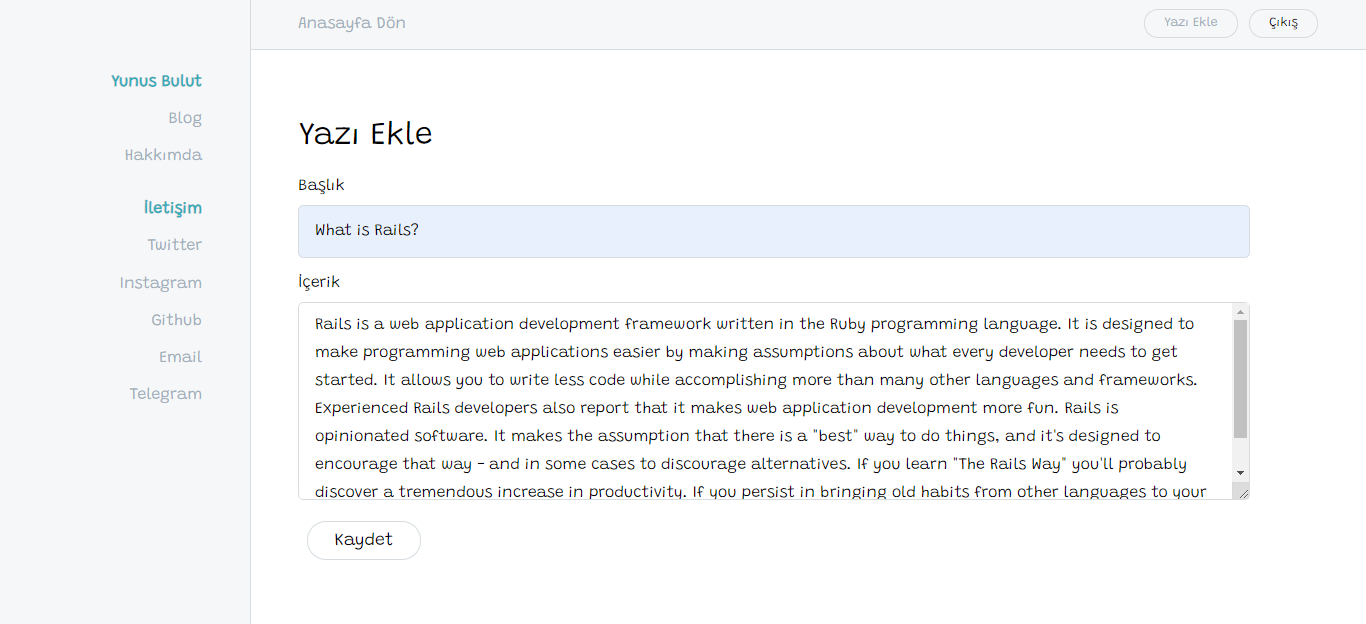 Anasayfa Dön
Yazı Ekle
Çıkış
Yunus Bulut
Blog
Hakkımda
İletişim
Twitter
Instagram
Github
Email
Telegram
Yazı Ekle
Başlık
What is Rails?
İçerik
Rails is a web application development framework written in the Ruby programming language. It is designed to
make programming web applications easier by making assumptions about what every developer needs to get
started. It allows you to write less code while accomplishing more than many other languages and frameworks.
Experienced Rails developers also report that it makes web application development more fun. Rails is
opinionated software. It makes the assumption that there is a "best" way to do things, and it's designed to
encourage that way - and in some cases to discourage alternatives. If you learn "The Rails Way" you'll probably
discover a tremendous increase in productivity. If you persist in bringing old habits from other languages to your
Kaydet